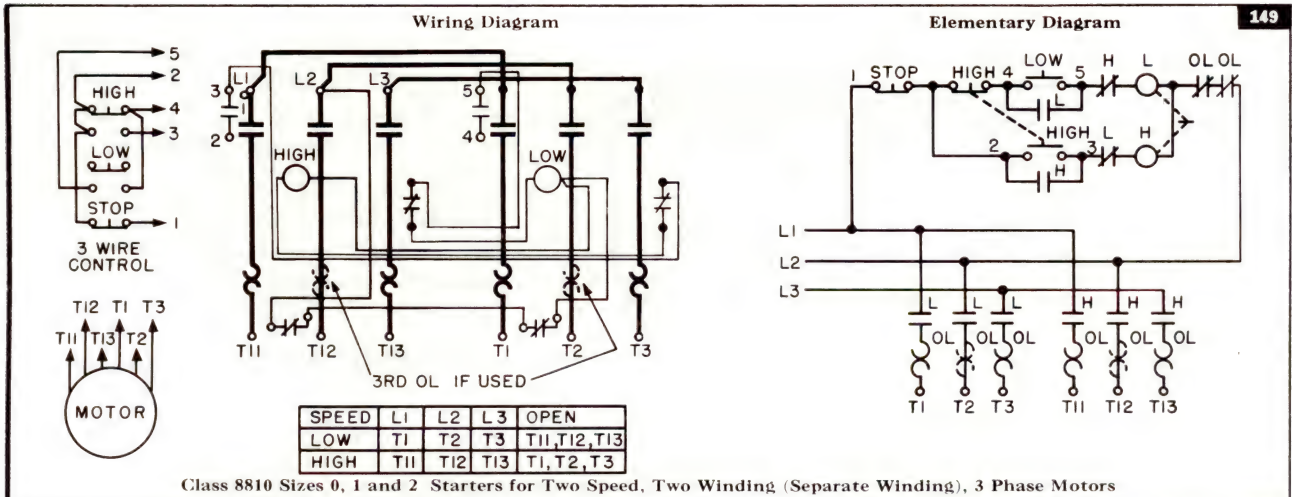 Wiring Diagram
Elementary Diagram
149
5
2
HIGH
4
3
LOW
STOP
1
3 WIRE
CONTROL
T12 T1 T3
T11 T13 T2
MOTOR
L1 L2 L3
3
1
2
5
4
HIGH
LOW
T11 T12 T13 T1 T2 T3
3RD OL IF USED
SPEED L1 L2 L3 OPEN
LOW T1 T2 T3 T11,T12,T13
HIGH T11 T12 T13 T1, T2, T3
1 STOP HIGH 4 LOW 5 H L OL OL
L
HIGH
2 3 L H
H
L1
L2
L3
L L L H H H
OL OL OL OL OL OL
T1 T2 T3 T11 T12 T13
Class 8810 Sizes 0, 1 and 2 Starters for Two Speed, Two Winding (Separate Winding), 3 Phase Motors